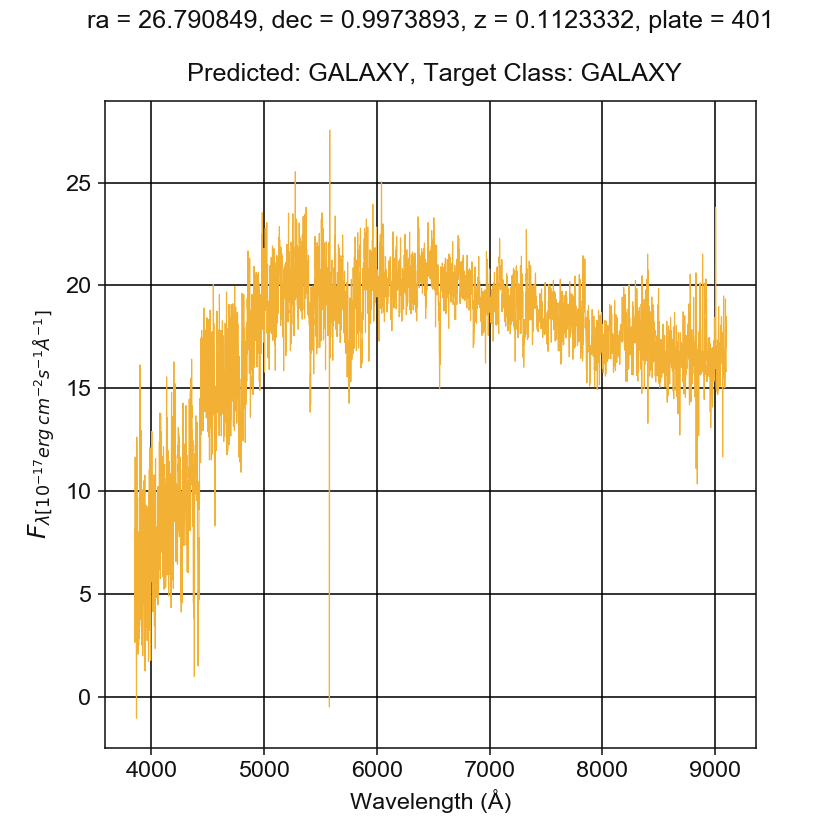 ra = 26.790849, dec = 0.9973893, z = 0.1123332, plate = 401
Predicted: GALAXY, Target Class: GALAXY
25
20
15
10
5
0
F_{λ[10^{-17} erg cm^{-2}s^{-1}Å^{-1}]}
4000 5000 6000 7000 8000 9000
Wavelength (Å)